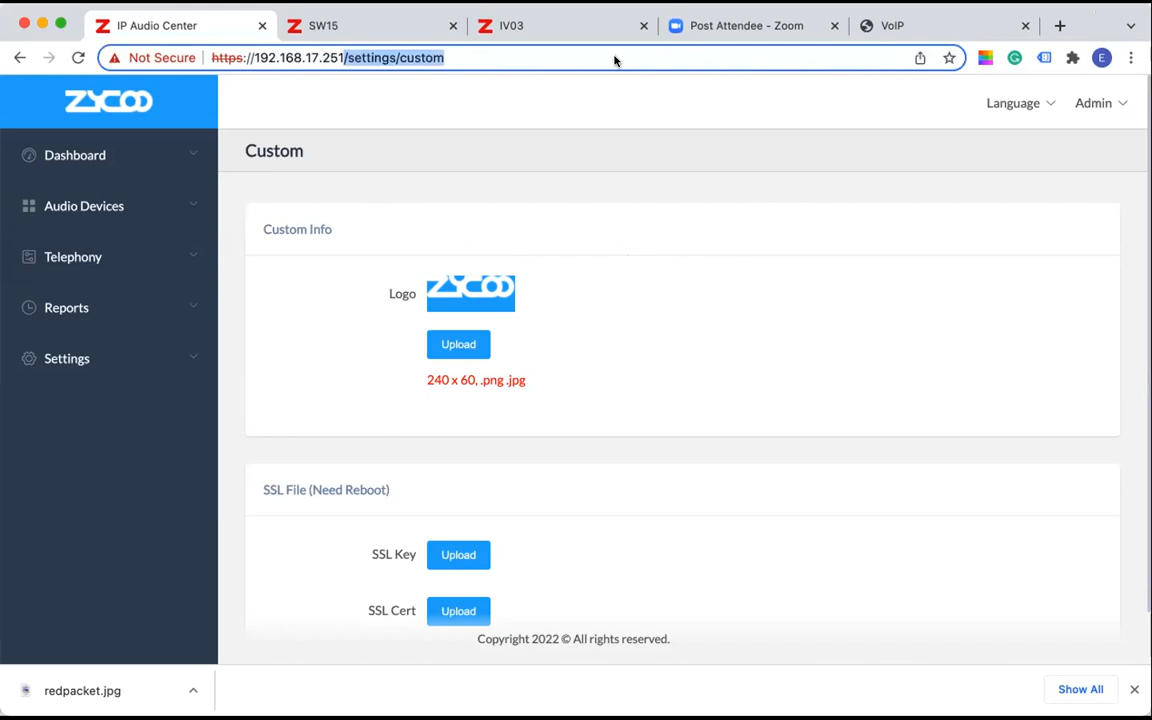 IP Audio Center
SW15
IV03
Post Attendee - Zoom
VoIP
Not Secure
https://192.168.17.251/settings/custom
E
ZYCOO
Language
Admin
Dashboard
Custom
Audio Devices
Custom Info
Telephony
Logo
ZYCOO
Reports
Upload
Settings
240 x 60, .png .jpg
SSL File (Need Reboot)
SSL Key
Upload
SSL Cert
Upload
Copyright 2022 © All rights reserved.
redpacket.jpg
Show All